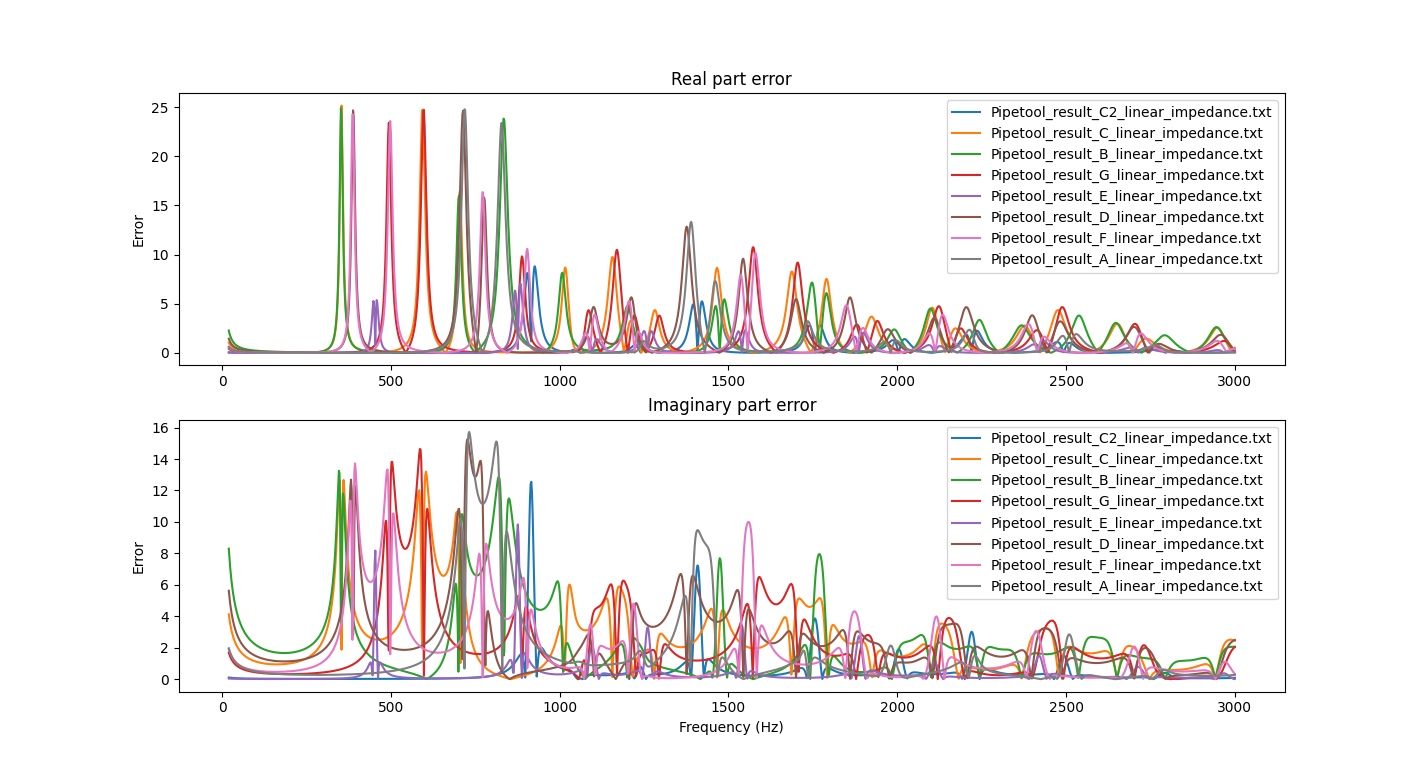 Real part error
Error
25
20
15
10
5
0
0 500 1000 1500 2000 2500 3000
Pipetool_result_C2_linear_impedance.txt
Pipetool_result_C_linear_impedance.txt
Pipetool_result_B_linear_impedance.txt
Pipetool_result_G_linear_impedance.txt
Pipetool_result_E_linear_impedance.txt
Pipetool_result_D_linear_impedance.txt
Pipetool_result_F_linear_impedance.txt
Pipetool_result_A_linear_impedance.txt
Imaginary part error
Error
16
14
12
10
8
6
4
2
0
0 500 1000 1500 2000 2500 3000
Frequency (Hz)
Pipetool_result_C2_linear_impedance.txt
Pipetool_result_C_linear_impedance.txt
Pipetool_result_B_linear_impedance.txt
Pipetool_result_G_linear_impedance.txt
Pipetool_result_E_linear_impedance.txt
Pipetool_result_D_linear_impedance.txt
Pipetool_result_F_linear_impedance.txt
Pipetool_result_A_linear_impedance.txt